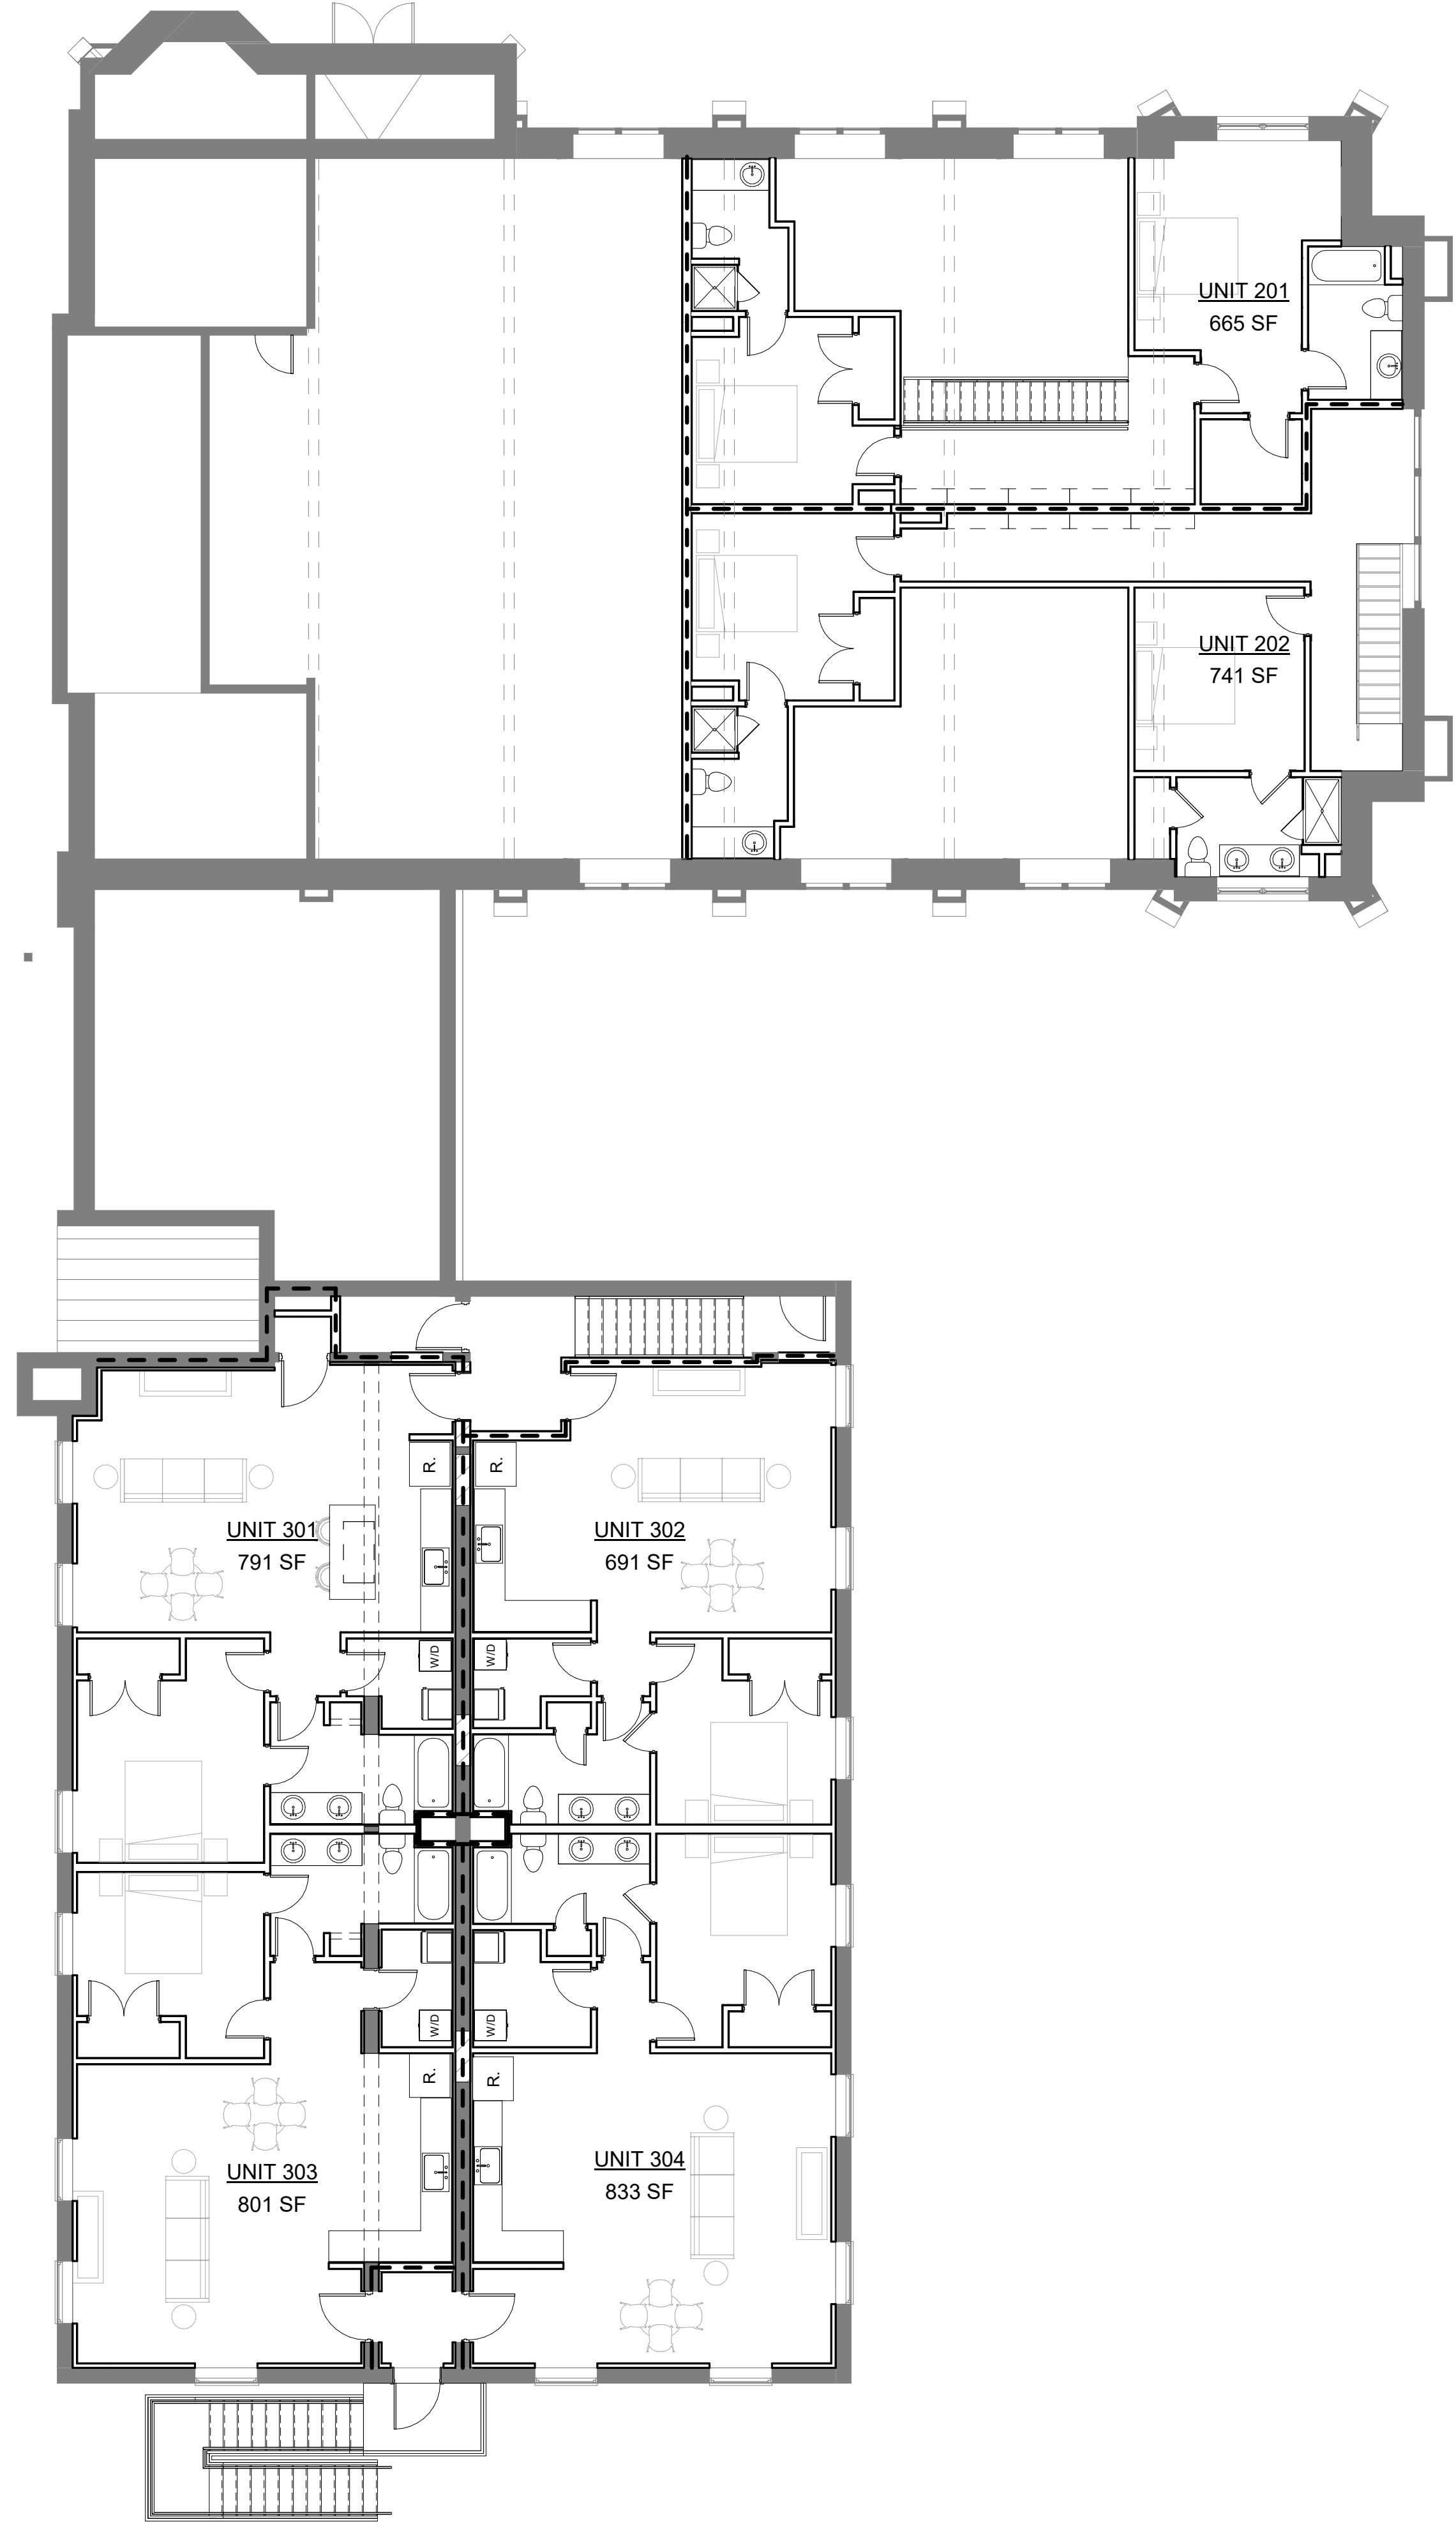 UNIT 201
665 SF
UNIT 202
741 SF
R.
R.
UNIT 301
791 SF
UNIT 302
691 SF
W/D
W/D
W/D
W/D
R.
R.
UNIT 303
801 SF
UNIT 304
833 SF